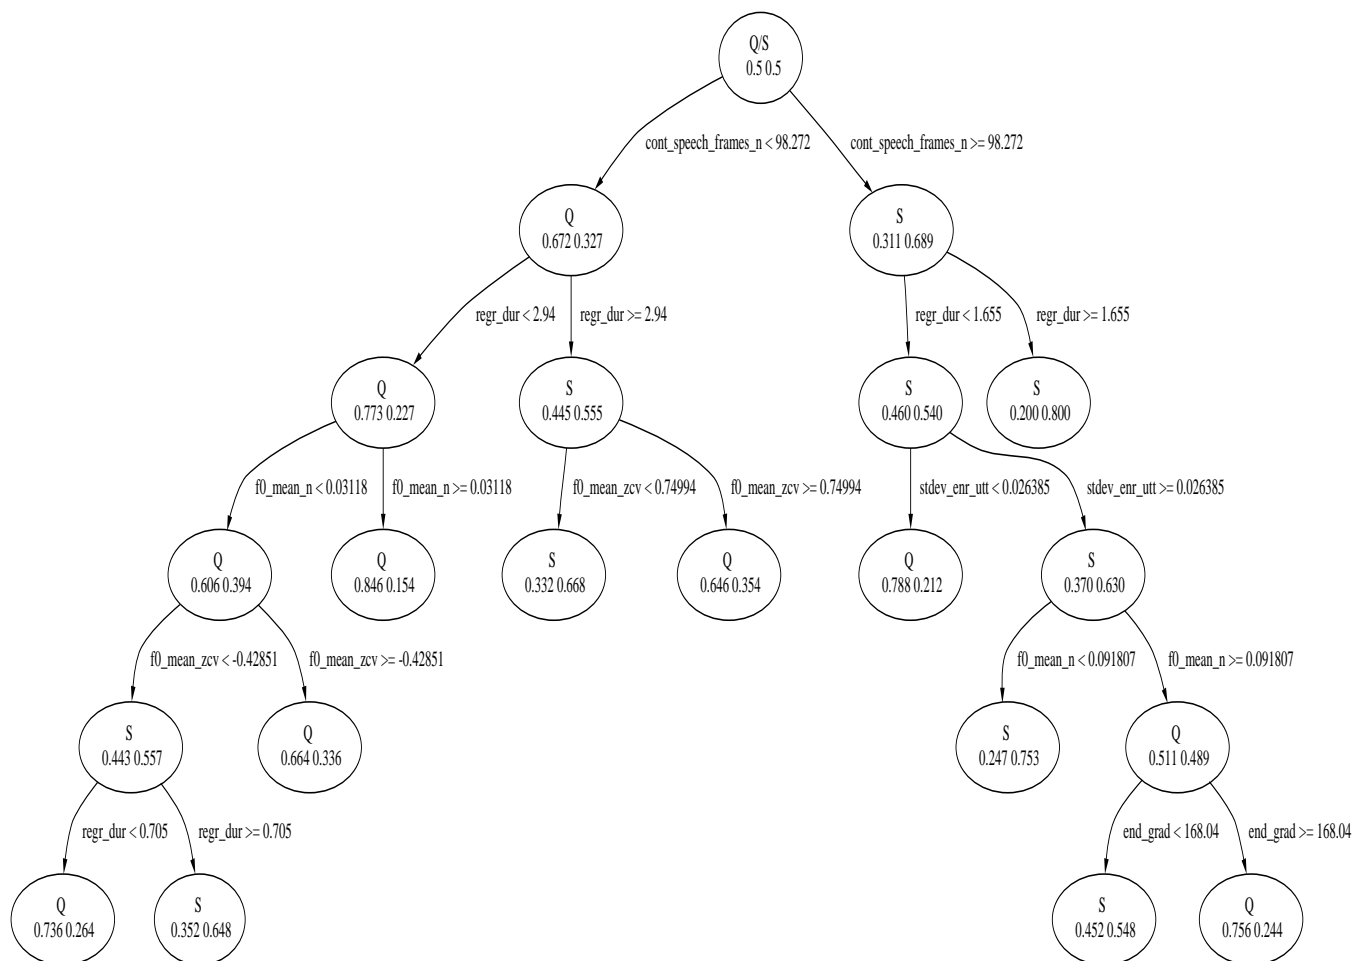 Q/S
0.5 0.5
cont_speech_frames_n < 98.272
cont_speech_frames_n >= 98.272
Q
0.672 0.327
S
0.311 0.689
regr_dur < 2.94
regr_dur >= 2.94
regr_dur < 1.655
regr_dur >= 1.655
Q
0.773 0.227
S
0.445 0.555
S
0.460 0.540
S
0.200 0.800
f0_mean_n < 0.03118
f0_mean_n >= 0.03118
f0_mean_zcv < 0.74994
f0_mean_zcv >= 0.74994
stdev_enr_utt < 0.026385
stdev_enr_utt >= 0.026385
Q
0.606 0.394
Q
0.846 0.154
S
0.332 0.668
Q
0.646 0.354
Q
0.788 0.212
S
0.370 0.630
f0_mean_zcv < -0.42851
f0_mean_zcv >= -0.42851
f0_mean_n < 0.091807
f0_mean_n >= 0.091807
S
0.443 0.557
Q
0.664 0.336
S
0.247 0.753
Q
0.511 0.489
regr_dur < 0.705
regr_dur >= 0.705
end_grad < 168.04
end_grad >= 168.04
Q
0.736 0.264
S
0.352 0.648
S
0.452 0.548
Q
0.756 0.244